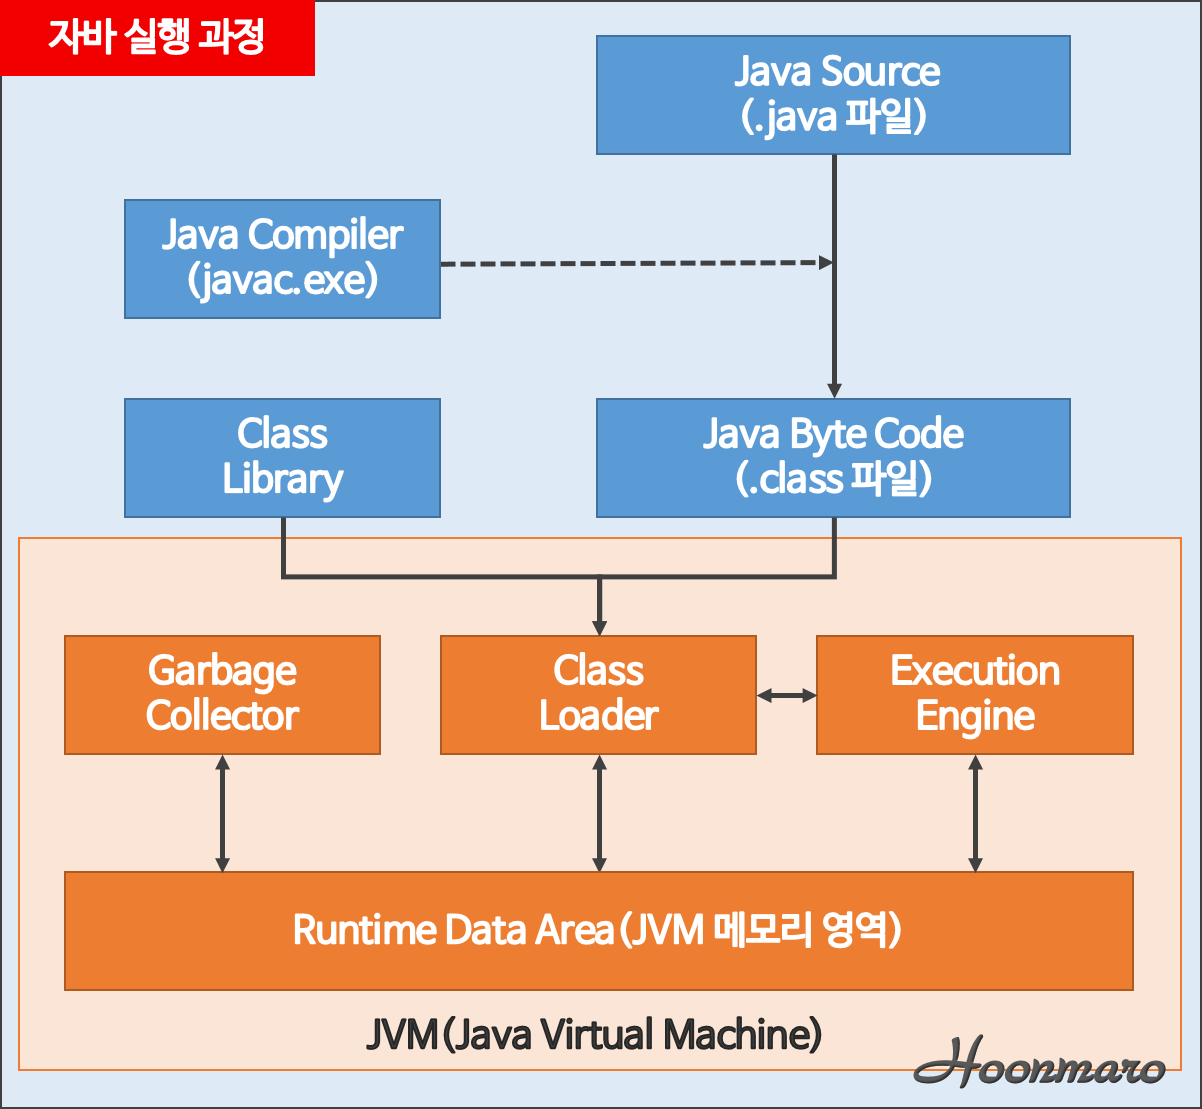 자바 실행 과정
Java Source
(.java 파일)
Java Compiler
(javac.exe)
Class
Library
Java Byte Code
(.class 파일)
Garbage
Collector
Class
Loader
Execution
Engine
Runtime Data Area(JVM 메모리 영역)
JVM(Java Virtual Machine)
Hoonmaro